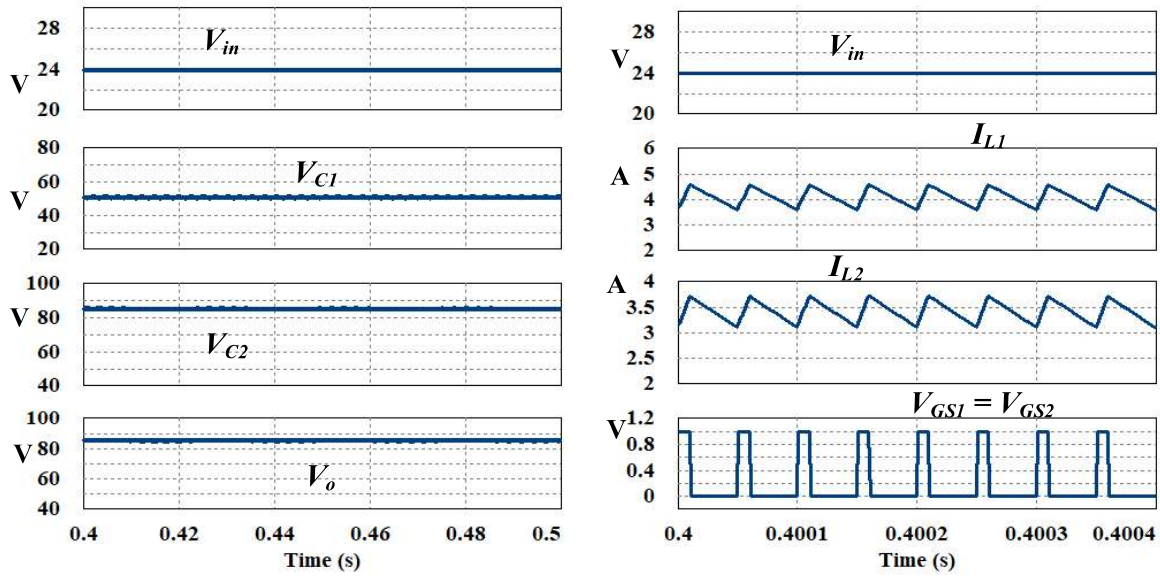 28
24
20
V
V_in
80
60
40
20
V
V_C1
100
80
60
40
V
V_C2
100
80
60
40
V
V_o
0.4 0.42 0.44 0.46 0.48 0.5
Time (s)
28
24
20
V
V_in
I_L1
6
5
4
3
2
A
I_L2
4
3.5
3
2.5
2
A
V_GS1 = V_GS2
1.2
0.8
0.4
0
V
0.4 0.4001 0.4002 0.4003 0.4004
Time (s)